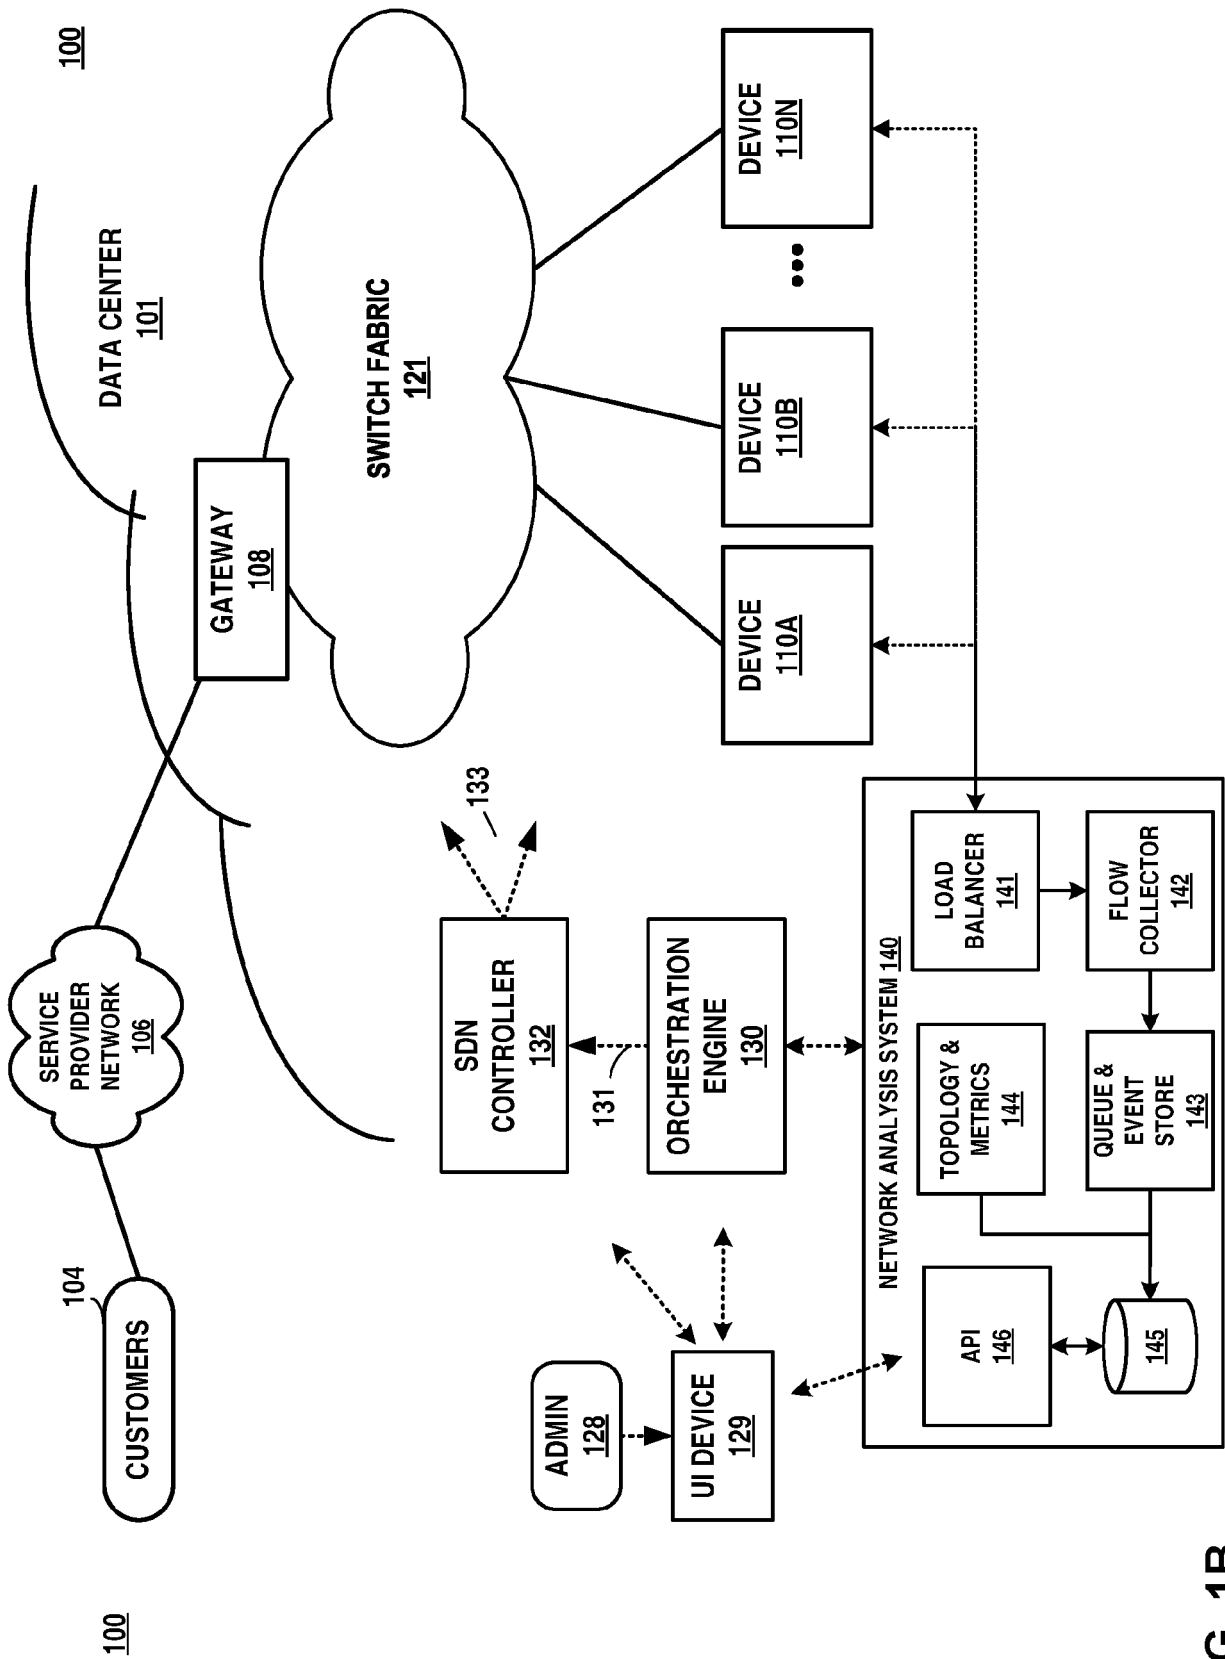 100
100
CUSTOMERS
104
SERVICE
PROVIDER
NETWORK
106
DATA CENTER
101
GATEWAY
108
SWITCH FABRIC
121
ADMIN
128
UI DEVICE
129
SDN
CONTROLLER
132
133
131
ORCHESTRATION
ENGINE
130
DEVICE
110A
DEVICE
110B
•••
DEVICE
110N
NETWORK ANALYSIS SYSTEM 140
API
146
145
TOPOLOGY &
METRICS
144
QUEUE &
EVENT
STORE
143
LOAD
BALANCER
141
FLOW
COLLECTOR
142
G. 1B